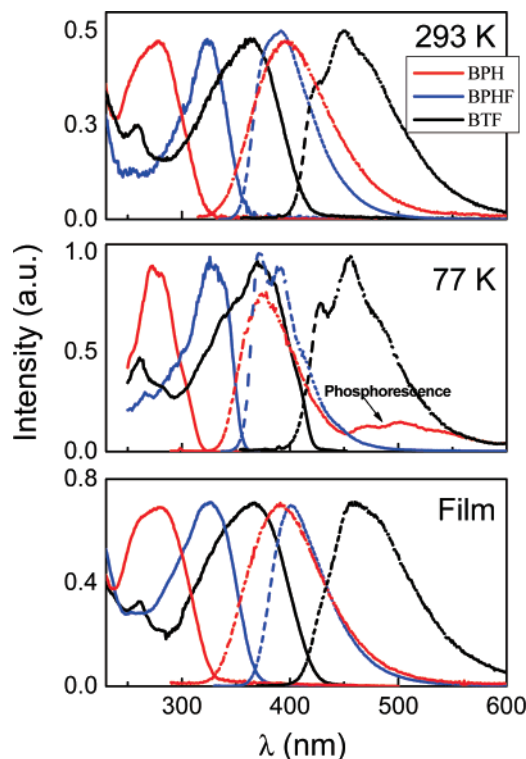 293 K
BPH
BPHF
BTF
0.5
0.3
0.0
77 K
1.0
0.5
0.0
Phosphorescence
Film
0.8
0.4
0.0
Intensity (a.u.)
300 400 500 600
λ (nm)